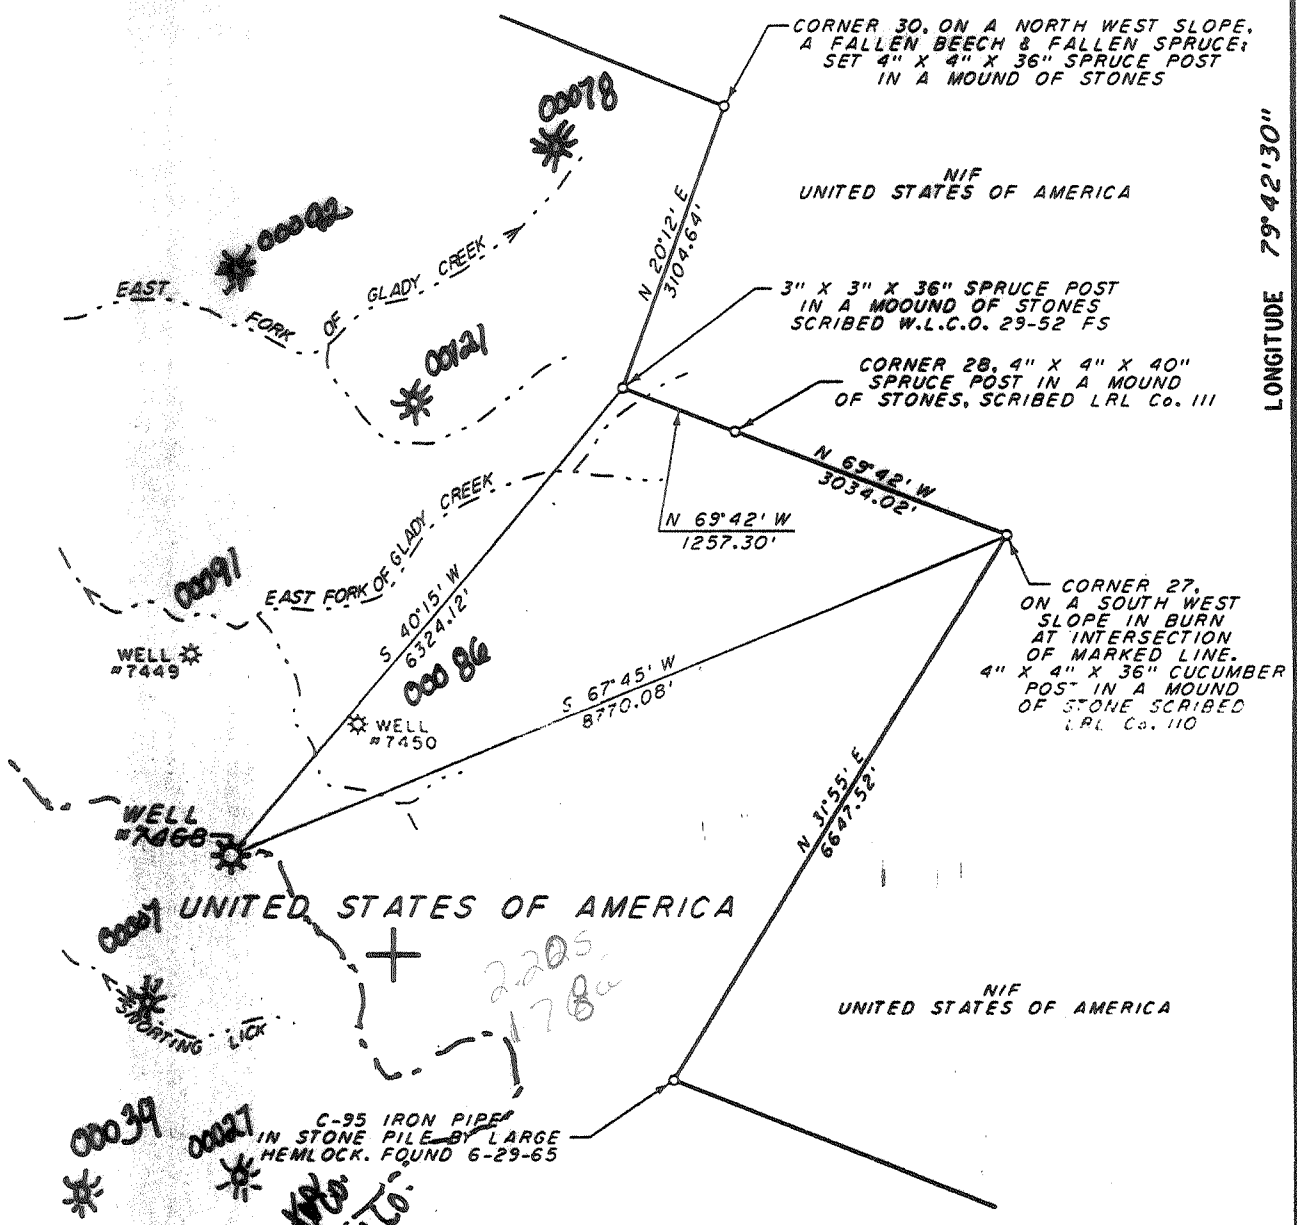 CORNER 30, ON A NORTH WEST SLOPE,
A FALLEN BEECH & FALLEN SPRUCE;
SET 4" X 4" X 36" SPRUCE POST
IN A MOUND OF STONES
00078
LONGITUDE 79°42'30"
N/F
UNITED STATES OF AMERICA
00092
N 20°12' E
3104.64'
EAST
FORK
OF
GLADY
CREEK
3" X 3" X 36" SPRUCE POST
IN A MOOUND OF STONES
SCRIBED W.L.C.O. 29-52 FS
00121
CORNER 28, 4" X 4" X 40"
SPRUCE POST IN A MOUND
OF STONES, SCRIBED LRL Co. 111
N 69°42' W
3034.02'
N 69°42' W
1257.30'
EAST FORK OF GLADY CREEK
00091
CORNER 27,
ON A SOUTH WEST
SLOPE IN BURN
AT INTERSECTION
OF MARKED LINE.
4" X 4" X 36" CUCUMBER
POST IN A MOUND
OF STONE SCRIBED
LRL Co. 110
S 40°15' W
6324.12'
WELL
#7449
00086
S 67°45' W
8770.08'
WELL
#7450
N 31°55' E
6647.52'
WELL
UNITED STATES OF AMERICA
2.205
N/F
UNITED STATES OF AMERICA
SNORTING LICK
00039
00027
C-95 IRON PIPE
IN STONE PILE BY LARGE
HEMLOCK. FOUND 6-29-65